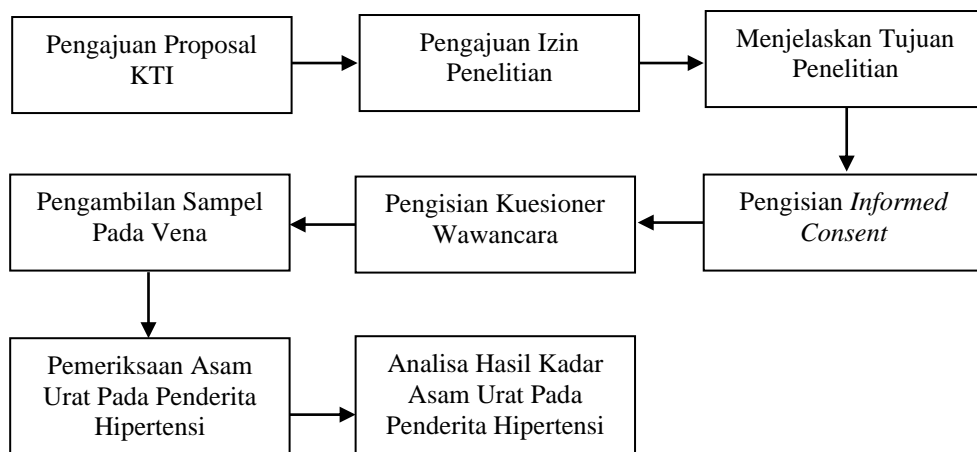 Pengajuan Proposal
KTI
Pengajuan Izin
Penelitian
Menjelaskan Tujuan
Penelitian
Pengisian Informed
Consent
Pengisian Kuesioner
Wawancara
Pengambilan Sampel
Pada Vena
Pemeriksaan Asam
Urat Pada Penderita
Hipertensi
Analisa Hasil Kadar
Asam Urat Pada
Penderita Hipertensi